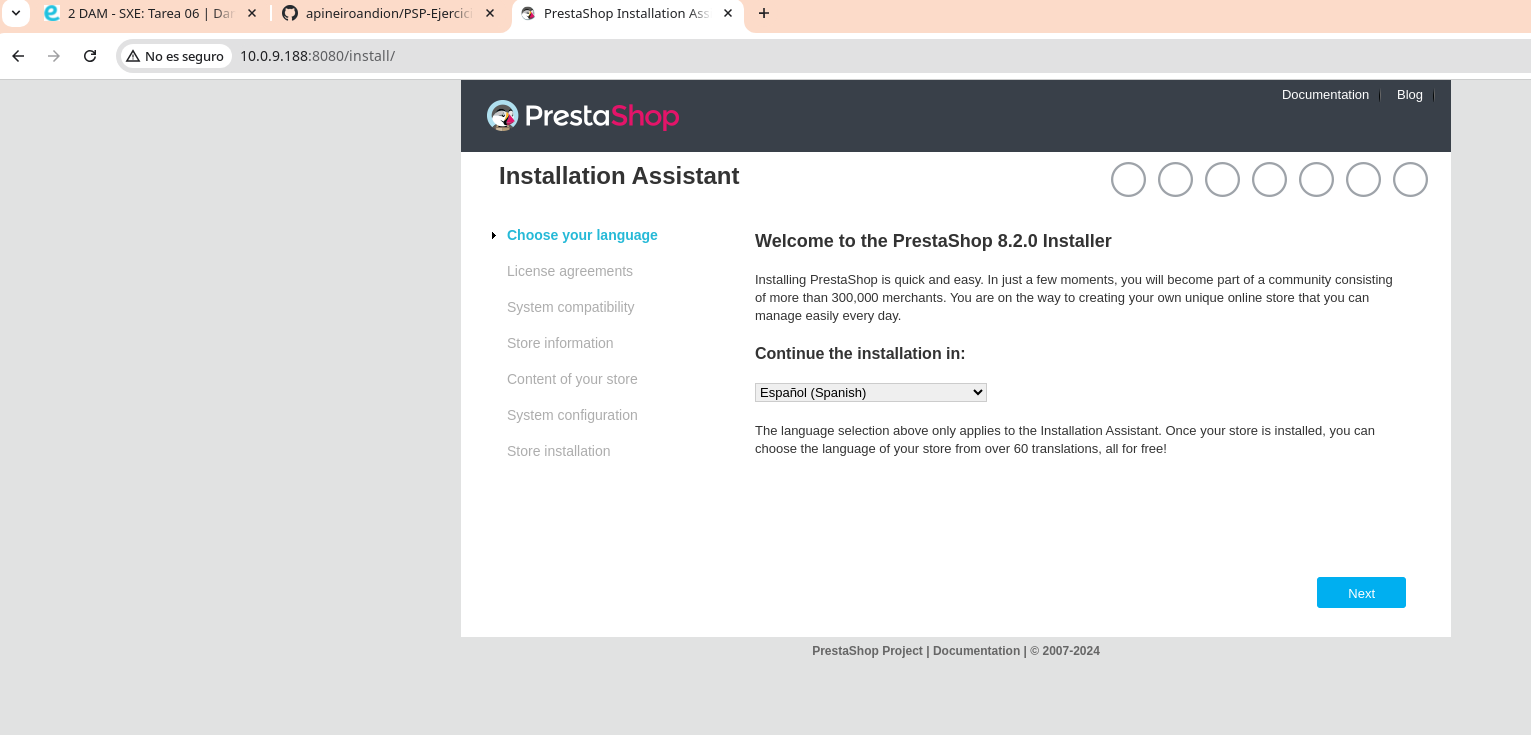 2 DAM - SXE: Tarea 06 | Dar
apineiroandion/PSP-Ejercici
PrestaShop Installation Ass
No es seguro
10.0.9.188:8080/install/
Documentation
Blog
PrestaShop
Installation Assistant
Choose your language
License agreements
System compatibility
Store information
Content of your store
System configuration
Store installation
Welcome to the PrestaShop 8.2.0 Installer
Installing PrestaShop is quick and easy. In just a few moments, you will become part of a community consisting
of more than 300,000 merchants. You are on the way to creating your own unique online store that you can
manage easily every day.
Continue the installation in:
Español (Spanish)
The language selection above only applies to the Installation Assistant. Once your store is installed, you can
choose the language of your store from over 60 translations, all for free!
Next
PrestaShop Project | Documentation | © 2007-2024